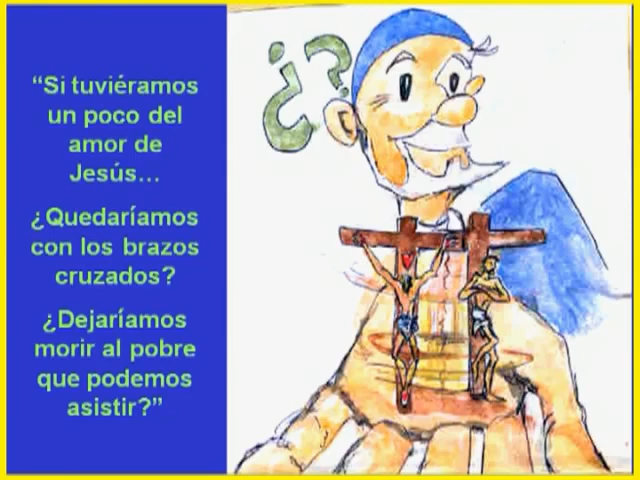 “Si tuviéramos
un poco del
amor de
Jesús…
¿Quedaríamos
con los brazos
cruzados?
¿Dejaríamos
morir al pobre
que podemos
asistir?”
¿?